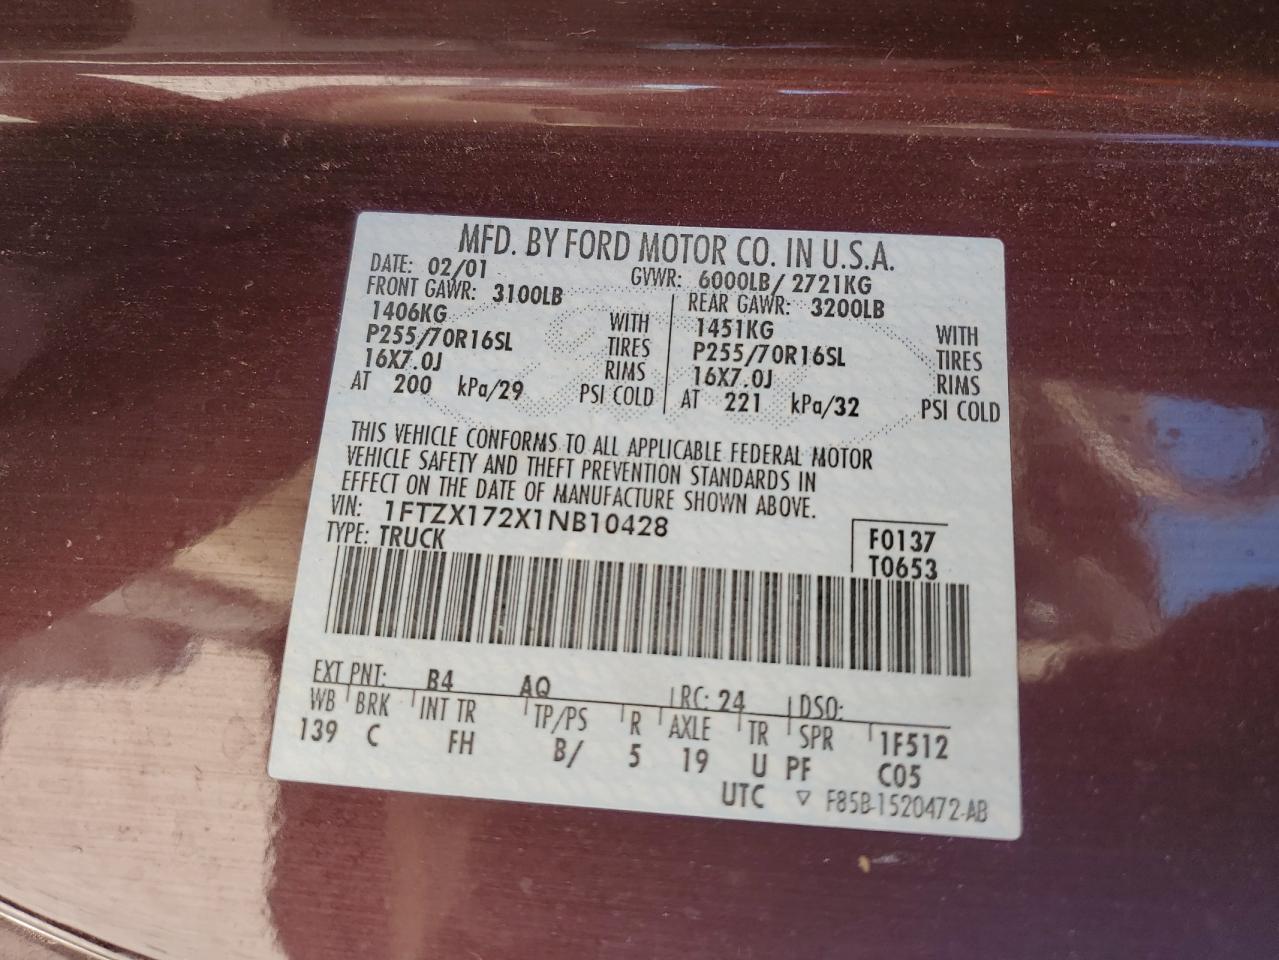 MFD. BY FORD MOTOR CO. IN U.S.A.
DATE: 02/01 GVWR: 6000LB/ 2721KG
FRONT GAWR: 3100LB REAR GAWR: 3200LB
1406KG WITH 1451KG WITH
P255/70R16SL TIRES P255/70R16SL TIRES
16X7.0J RIMS 16X7.0J RIMS
AT 200 kPa/29 PSI COLD AT 221 kPa/32 PSI COLD
THIS VEHICLE CONFORMS TO ALL APPLICABLE FEDERAL MOTOR
VEHICLE SAFETY AND THEFT PREVENTION STANDARDS IN
EFFECT ON THE DATE OF MANUFACTURE SHOWN ABOVE.
VIN: 1FTZX172X1NB10428 F0137
TYPE: TRUCK T0653
EXT PNT: B4 AQ RC: 24 DSO:
WB BRK INT TR TP/PS R AXLE TR SPR 1F512
139 C FH B/ 5 19 U PF C05
UTC ▽ F85B-1520472-AB